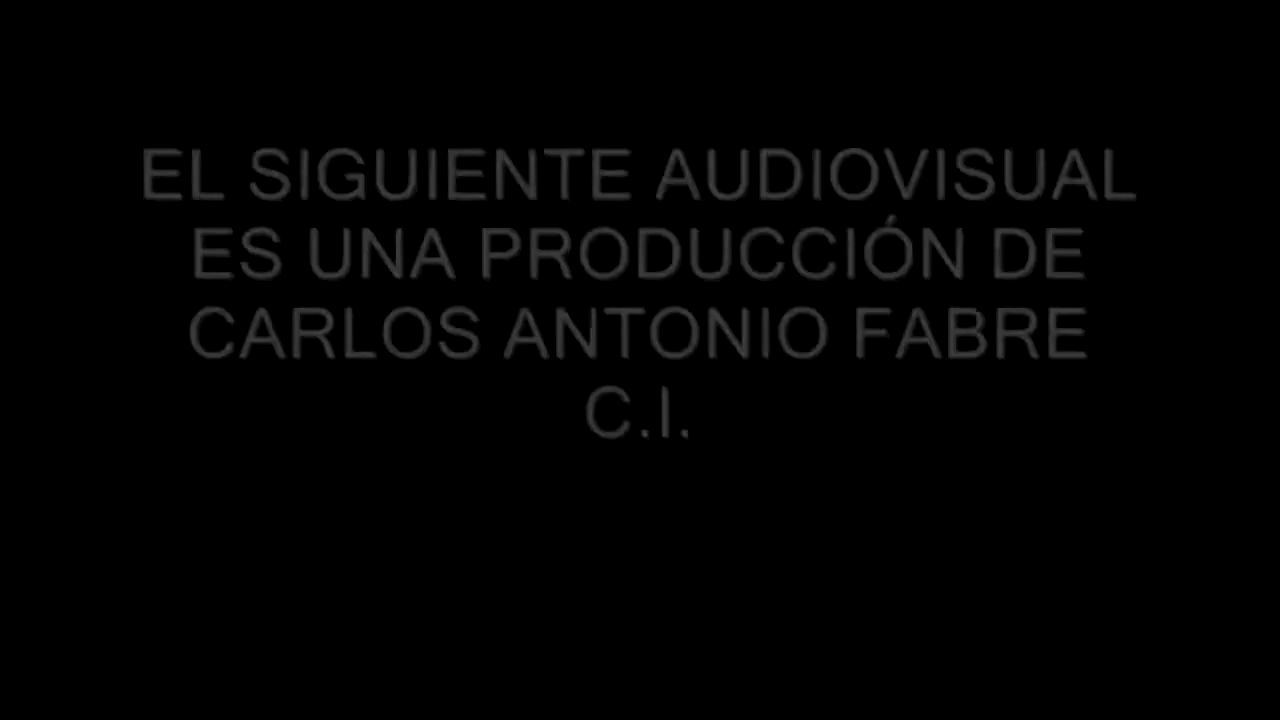 EL SIGUIENTE AUDIOVISUAL
ES UNA PRODUCCIÓN DE
CARLOS ANTONIO FABRE
C.I.